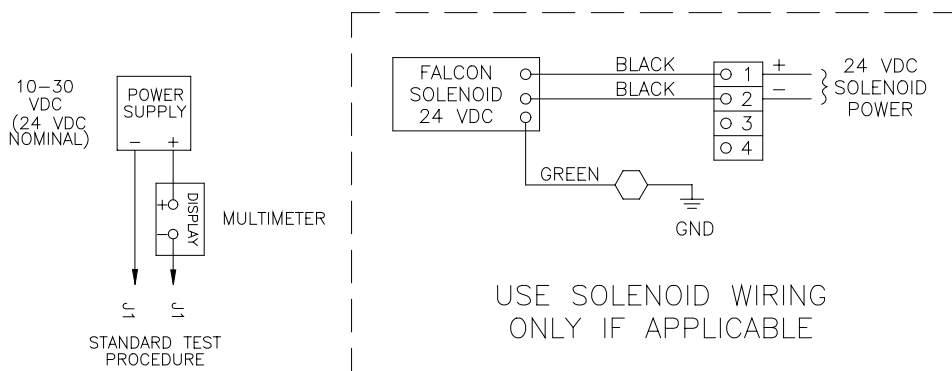 10-30
VDC
(24 VDC
NOMINAL)
POWER
SUPPLY
- +
+
-
DISPLAY
MULTIMETER
J1 J1
STANDARD TEST
PROCEDURE
FALCON
SOLENOID
24 VDC
BLACK
BLACK
GREEN
1
2
3
4
+
-
24 VDC
SOLENOID
POWER
GND
USE SOLENOID WIRING
ONLY IF APPLICABLE